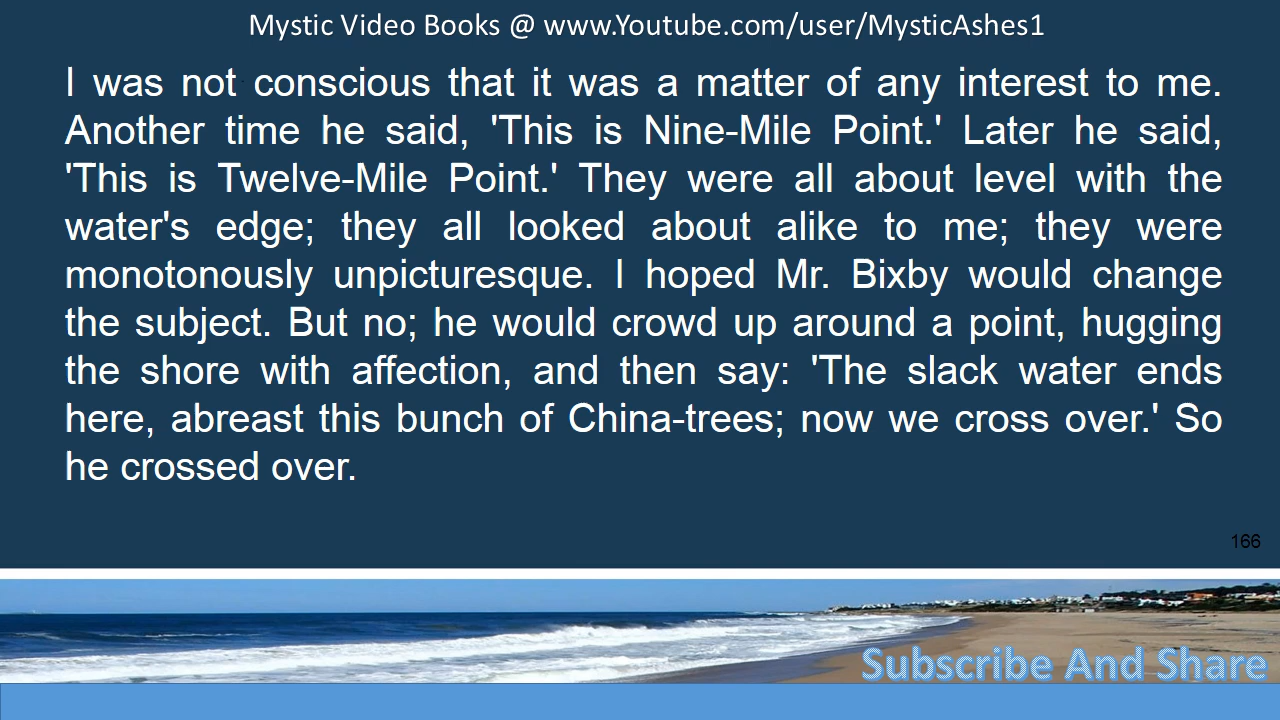 Mystic Video Books @ www.Youtube.com/user/MysticAshes1
I was not conscious that it was a matter of any interest to me.
Another time he said, 'This is Nine-Mile Point.' Later he said,
'This is Twelve-Mile Point.' They were all about level with the
water's edge; they all looked about alike to me; they were
monotonously unpicturesque. I hoped Mr. Bixby would change
the subject. But no; he would crowd up around a point, hugging
the shore with affection, and then say: 'The slack water ends
here, abreast this bunch of China-trees; now we cross over.' So
he crossed over.
166
Subscribe And Share